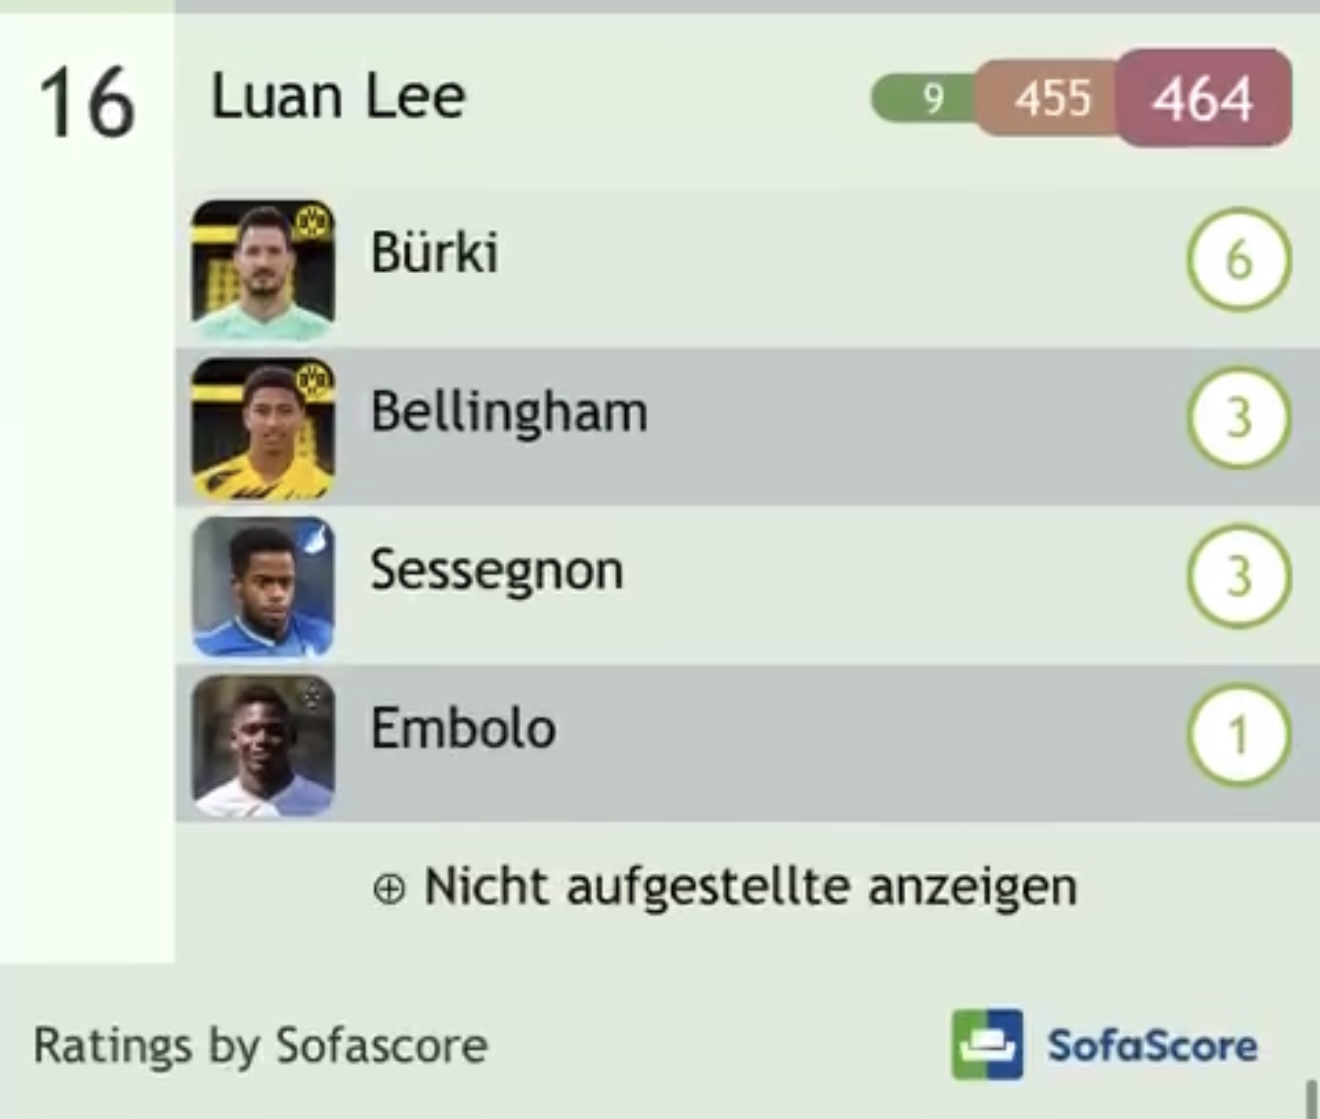 16 Luan Lee 9 455 464
Bürki 6
Bellingham 3
Sessegnon 3
Embolo 1
⊕ Nicht aufgestellte anzeigen
Ratings by Sofascore SofaScore